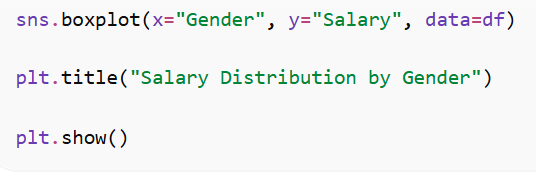 sns.boxplot(x="Gender", y="Salary", data=df)
plt.title("Salary Distribution by Gender")
plt.show()